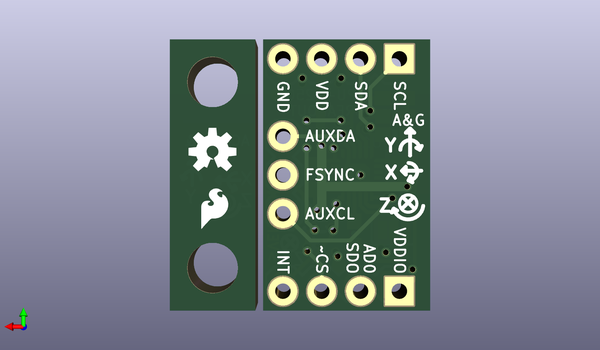 GND VDD SDA SCL
A&G
AUXDA
Y
FSYNC
X
AUXCL
Z
INT ~CS SDO AD0 VDDIO